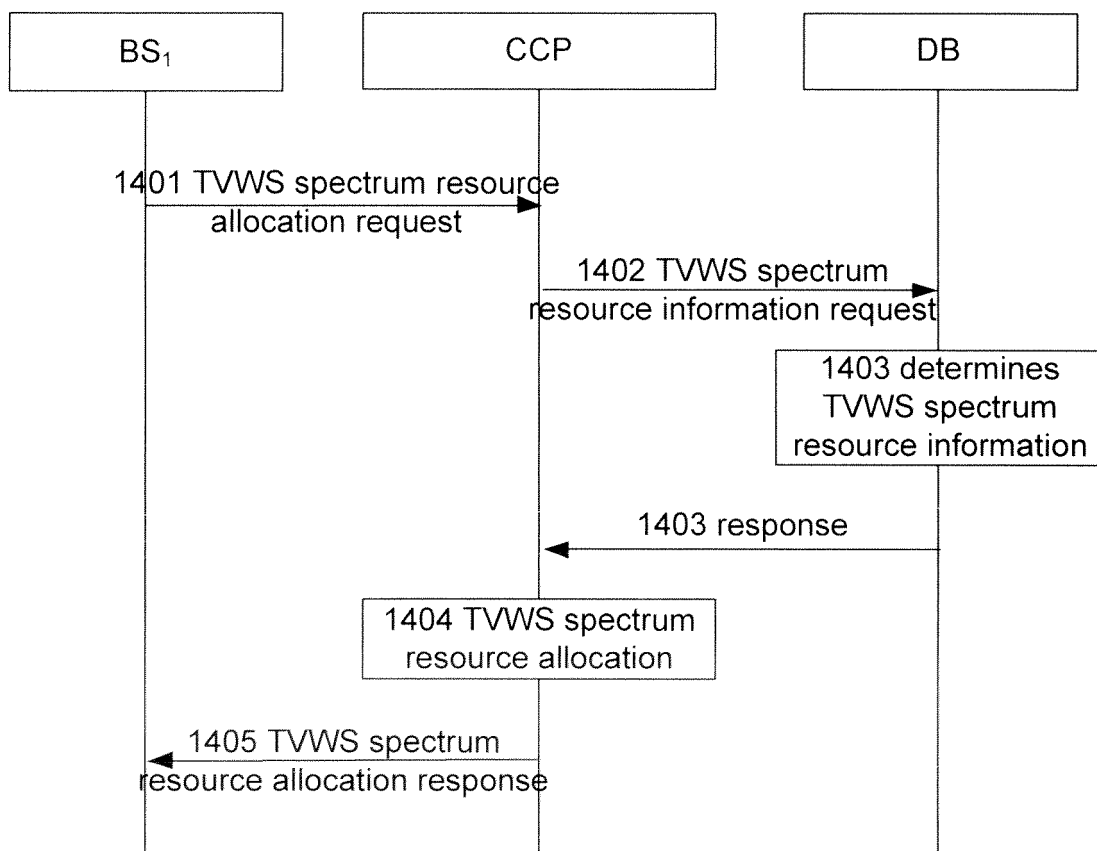 BS₁
CCP
DB
1401 TVWS spectrum resource
allocation request
1402 TVWS spectrum
resource information request
1403 determines
TVWS spectrum
resource information
1403 response
1404 TVWS spectrum
resource allocation
1405 TVWS spectrum
resource allocation response